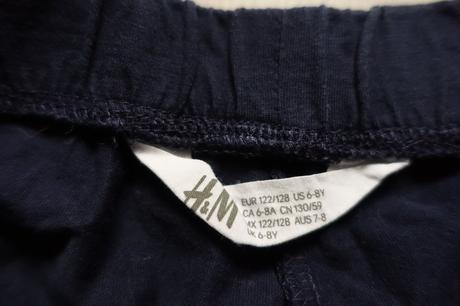 H&M
EUR 122/128 US 6-8Y
CA 6-8A CN 130/59
MX 122/128 AUS 7-8
UK 6-8Y